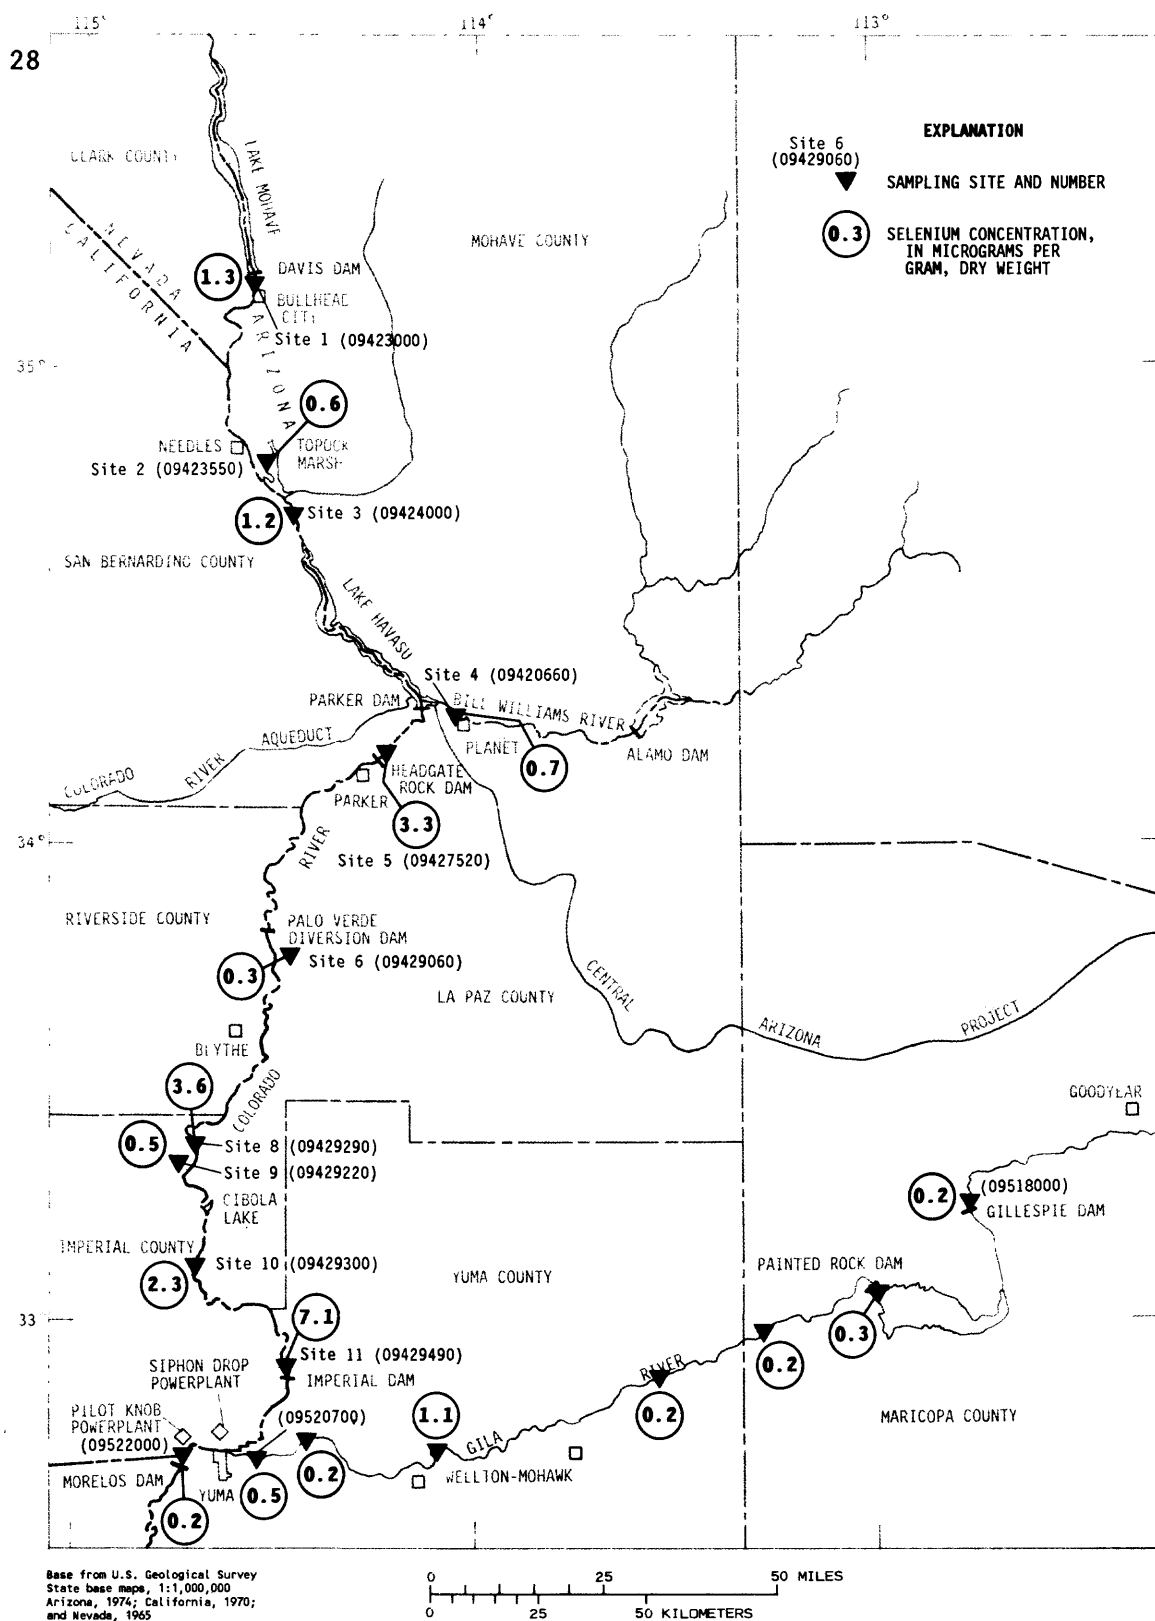 115° 114° 113°
28
EXPLANATION
Site 6
(09429060)
SAMPLING SITE AND NUMBER
0.3
SELENIUM CONCENTRATION,
IN MICROGRAMS PER
GRAM, DRY WEIGHT
CLARK COUNTY
LAKE MOHAVE
NEVADA
CALIFORNIA
MOHAVE COUNTY
1.3
DAVIS DAM
BULLHEAD
CITY
ARIZONA
Site 1 (09423000)
35°
0.6
NEEDLES
TOPOCK
MARSH
Site 2 (09423550)
1.2
Site 3 (09424000)
SAN BERNARDINO COUNTY
LAKE HAVASU
Site 4 (09420660)
PARKER DAM
BILL WILLIAMS RIVER
AQUEDUCT
PLANET
ALAMO DAM
0.7
COLORADO
RIVER
HEADGATE
ROCK DAM
PARKER
3.3
34°
RIVER
Site 5 (09427520)
RIVERSIDE COUNTY
PALO VERDE
DIVERSION DAM
Site 6 (09429060)
0.3
LA PAZ COUNTY
CENTRAL
ARIZONA
PROJECT
BLYTHE
COLORADO
3.6
GOODYEAR
0.5
Site 8 (09429290)
Site 9 (09429220)
CIBOLA
LAKE
0.2
(09518000)
GILLESPIE DAM
IMPERIAL COUNTY
Site 10 (09429300)
2.3
YUMA COUNTY
PAINTED ROCK DAM
33
7.1
0.3
Site 11 (09429490)
IMPERIAL DAM
0.2
SIPHON DROP
POWERPLANT
RIVER
0.2
PILOT KNOB
POWERPLANT
(09522000)
(09520700)
1.1
GILA
MARICOPA COUNTY
MORELOS DAM
YUMA
0.5
0.2
WELLTON-MOHAWK
0.2
Base from U.S. Geological Survey
State base maps, 1:1,000,000
Arizona, 1974; California, 1970;
and Nevada, 1965
0 25 50 MILES
0 25 50 KILOMETERS